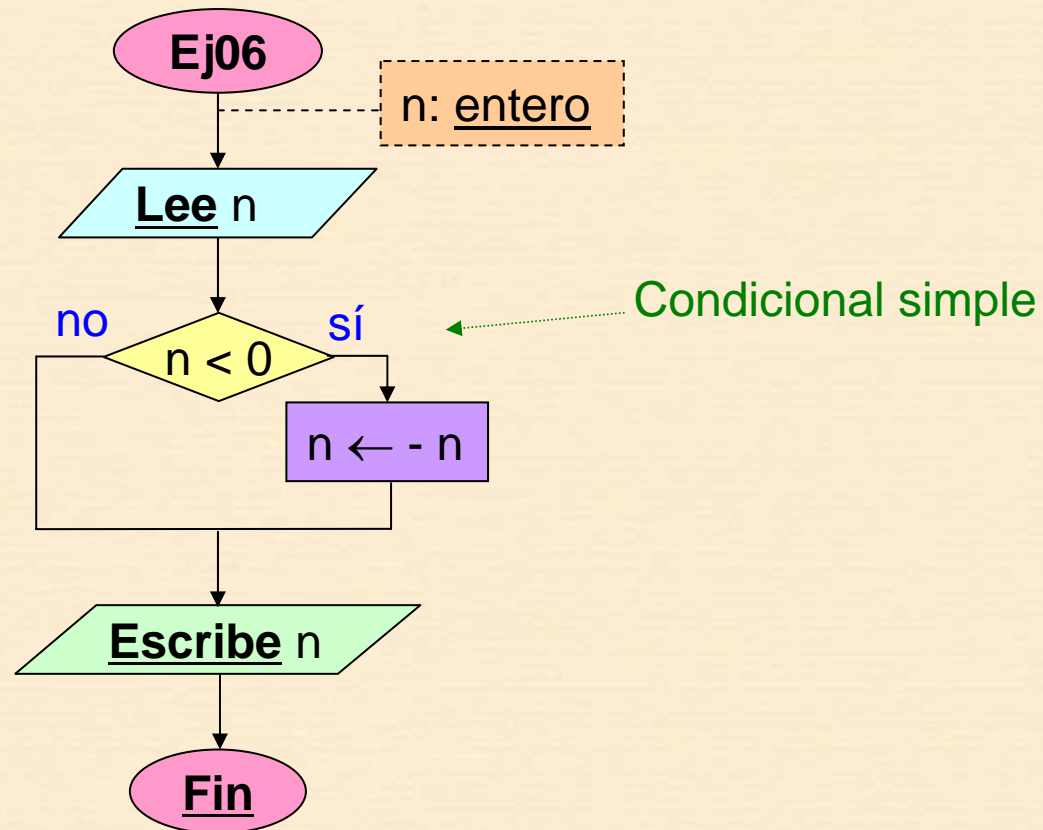 Ej06
n: entero
Lee n
no
sí
n < 0
Condicional simple
n ← - n
Escribe n
Fin